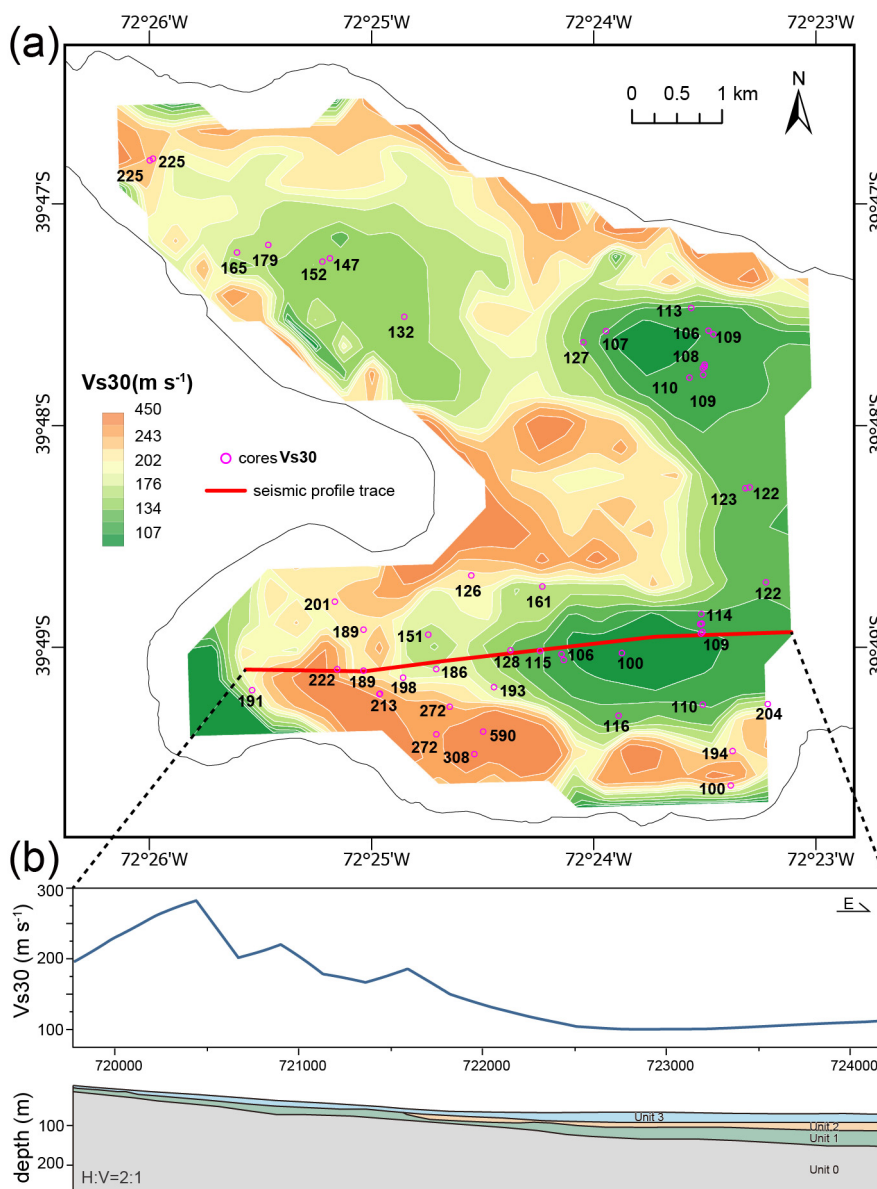 (a)
72°26'W 72°25'W 72°24'W 72°23'W
N
0 0.5 1 km
225 225
39°47'S 39°47'S
165 179 152 147
132
113
106 109
127 107
108
110 109
Vs30(m s⁻¹)
450
243
202
176
134
107
cores Vs30
seismic profile trace
39°48'S 39°48'S
123 122
126 161 122
201
189 151 114
39°49'S 39°49'S
128 115 106 100 109
222 189 198 186 193
191 213 272 110 204
116
272 590
308 194
100
72°26'W 72°25'W 72°24'W 72°23'W
(b)
Vs30 (m s⁻¹)
300
200
100
E
720000 721000 722000 723000 724000
depth (m)
100
200
Unit 3
Unit 2
Unit 1
Unit 0
H:V=2:1